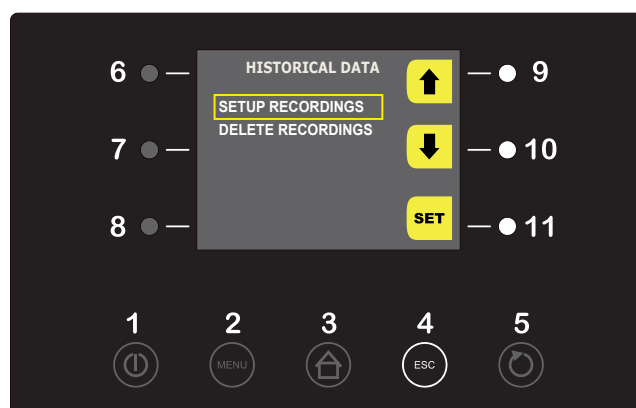 HISTORICAL DATA
6
9
SETUP RECORDINGS
DELETE RECORDINGS
7
10
SET
8
11
1
2
3
4
5
MENU
ESC